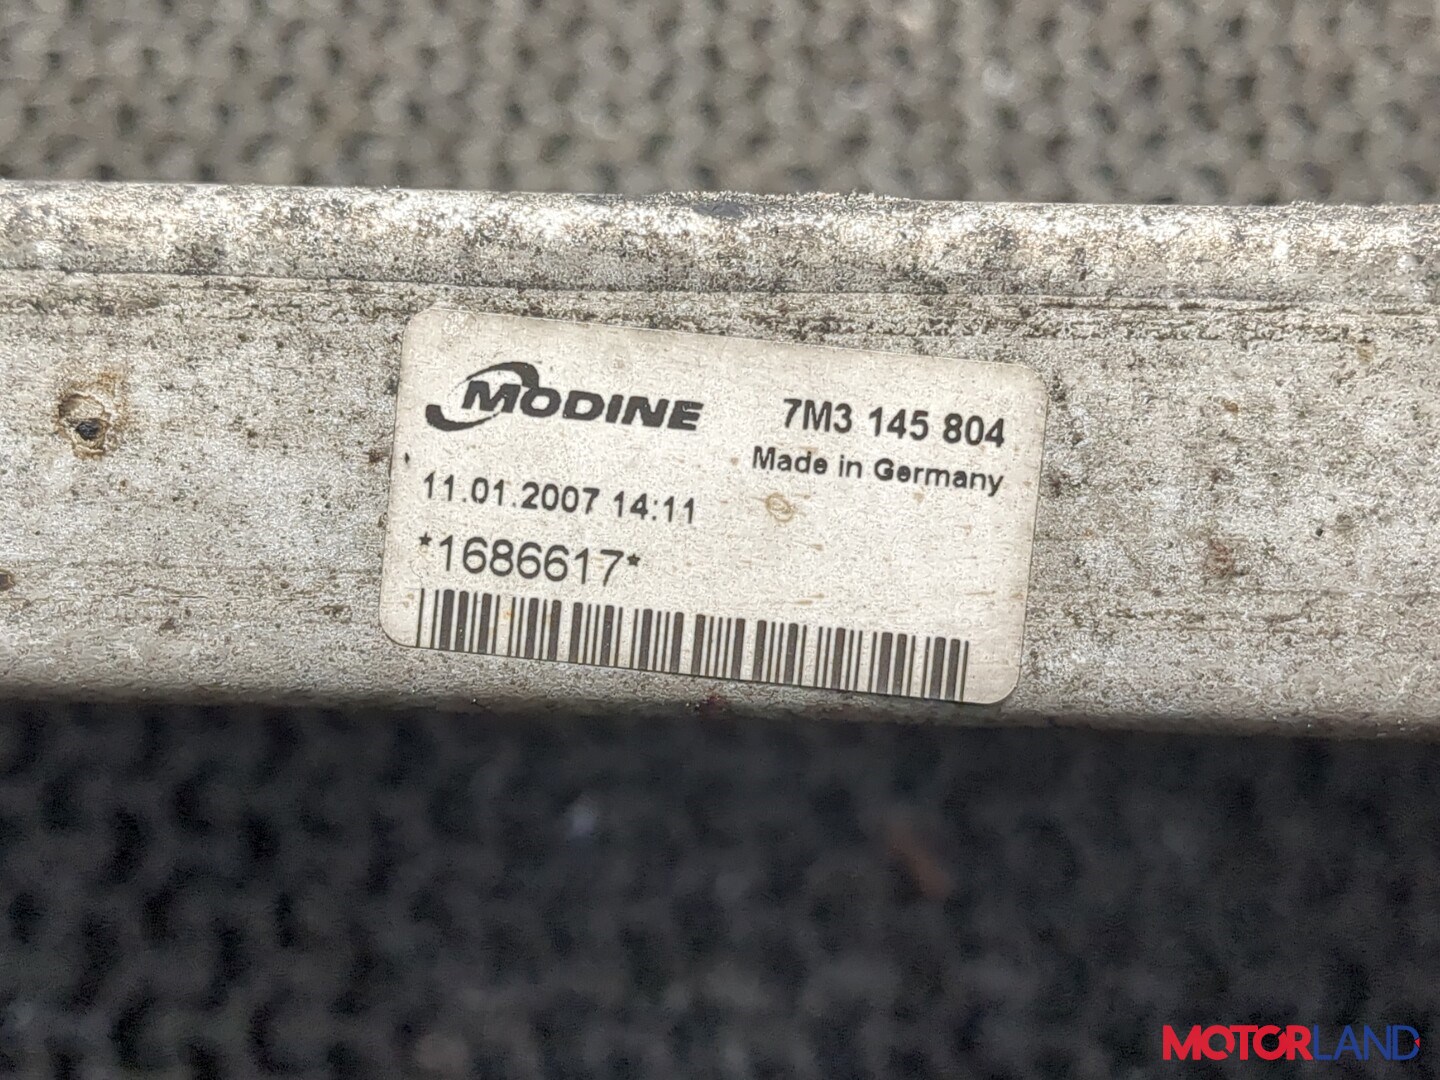 MODINE
7M3 145 804
Made in Germany
11.01.2007 14:11
*1686617*
MOTORLAND